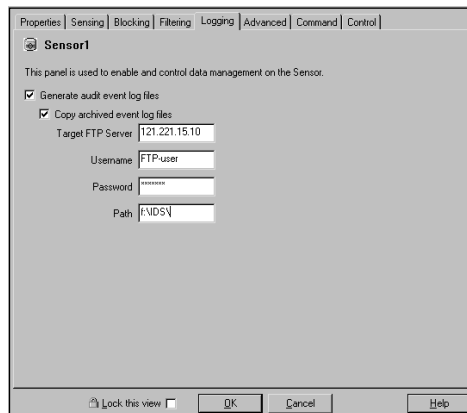 Properties Sensing Blocking Filtering Logging Advanced Command Control
Sensor1
This panel is used to enable and control data management on the Sensor.
Generate audit event log files
Copy archived event log files
Target FTP Server 121.221.15.10
Username FTP-user
Password *******
Path f:\IDS\
Lock this view OK Cancel Help